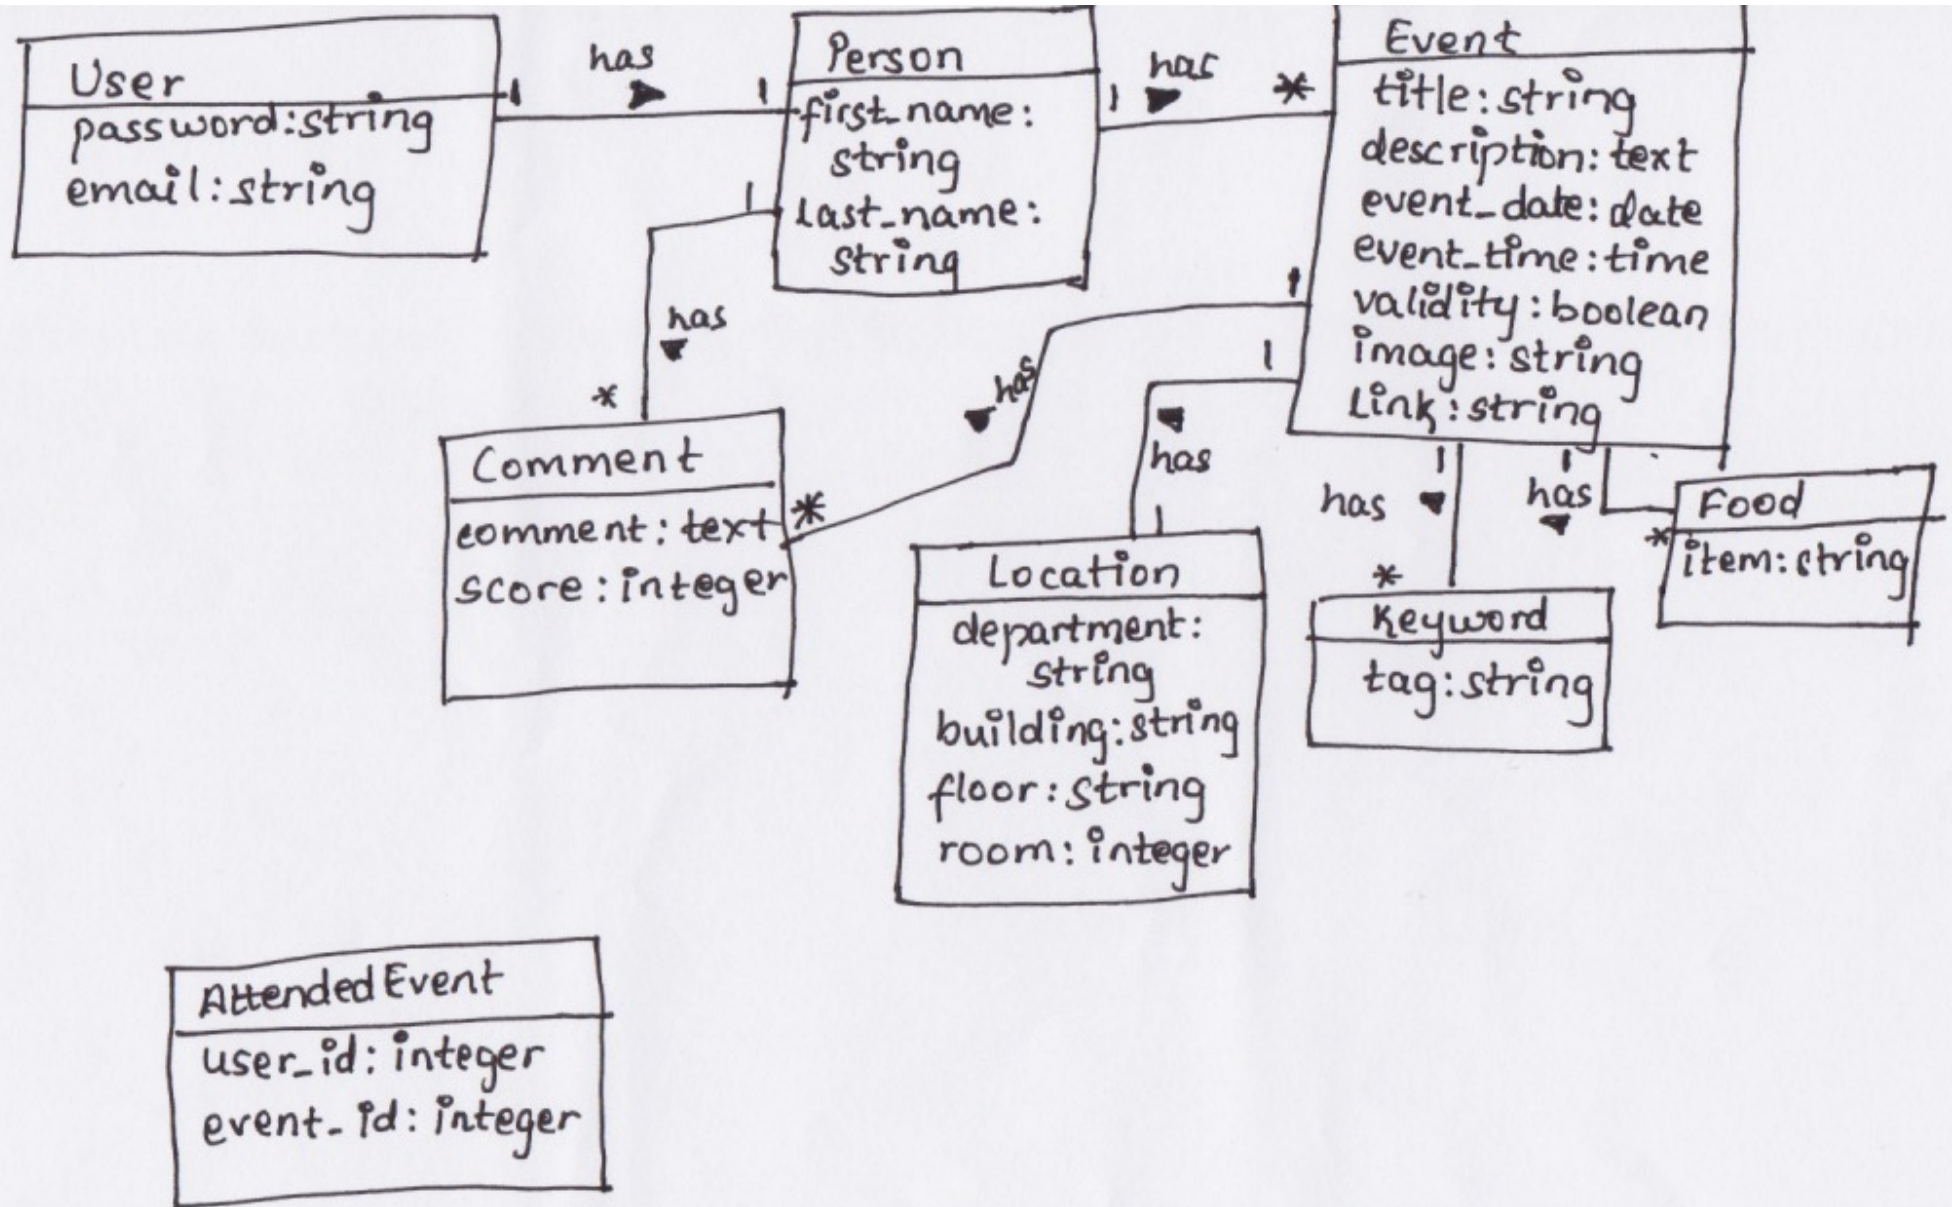 User
password:string
email:string
has
1
1
Person
first_name:
string
last_name:
string
has
1
*
Event
title:string
description:text
event_date:date
event_time:time
validity:boolean
image:string
Link:string
1
has
*
Comment
comment:text
score:integer
1
has
*
1
has
1
Location
department:
string
building:string
floor:string
room:integer
1
has
*
Keyword
tag:string
1
has
*
Food
item:string
AttendedEvent
user_id:integer
event_id:integer